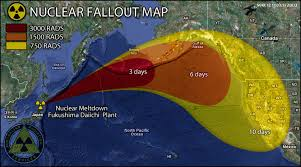 NUCLEAR FALLOUT MAP
3000 RADS
1500 RADS
750 RADS
Canada
3 days
6 days
Japan
Nuclear Meltdown
Fukushima Daiichi Plant
North Pacific
Ocean
10 days